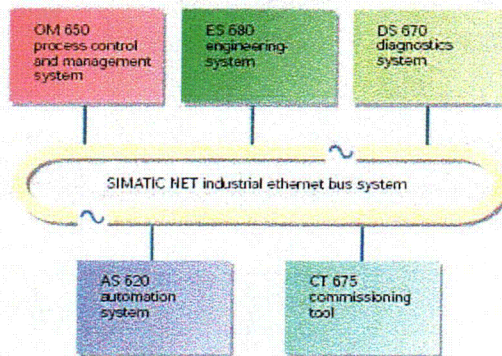 OM 650
process control
and management
system
ES 680
engineering-
system
DS 670
diagnostics
system
SIMATIC NET industrial ethernet bus system
AS 620
automation
system
CT 675
commissioning
tool